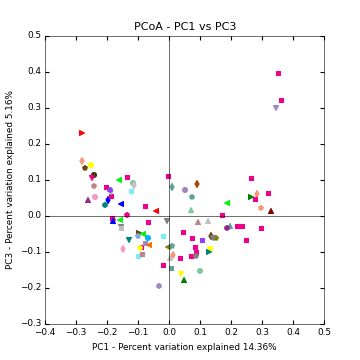 PCoA - PC1 vs PC3
0.5
0.4
0.3
0.2
0.1
0.0
−0.1
−0.2
−0.3
PC3 - Percent variation explained 5.16%
−0.4 −0.3 −0.2 −0.1 0.0 0.1 0.2 0.3 0.4 0.5
PC1 - Percent variation explained 14.36%